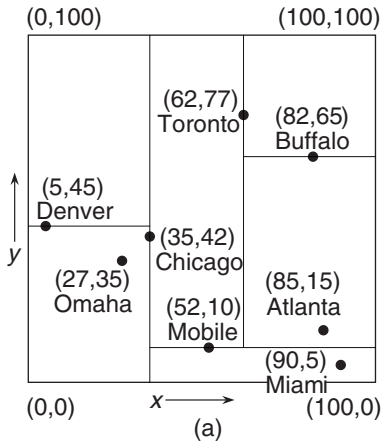 (0,100)
(100,100)
(62,77)
Toronto
(82,65)
Buffalo
(5,45)
Denver
y
(35,42)
Chicago
(27,35)
Omaha
(85,15)
Atlanta
(52,10)
Mobile
(90,5)
Miami
(0,0)
x
(100,0)
(a)